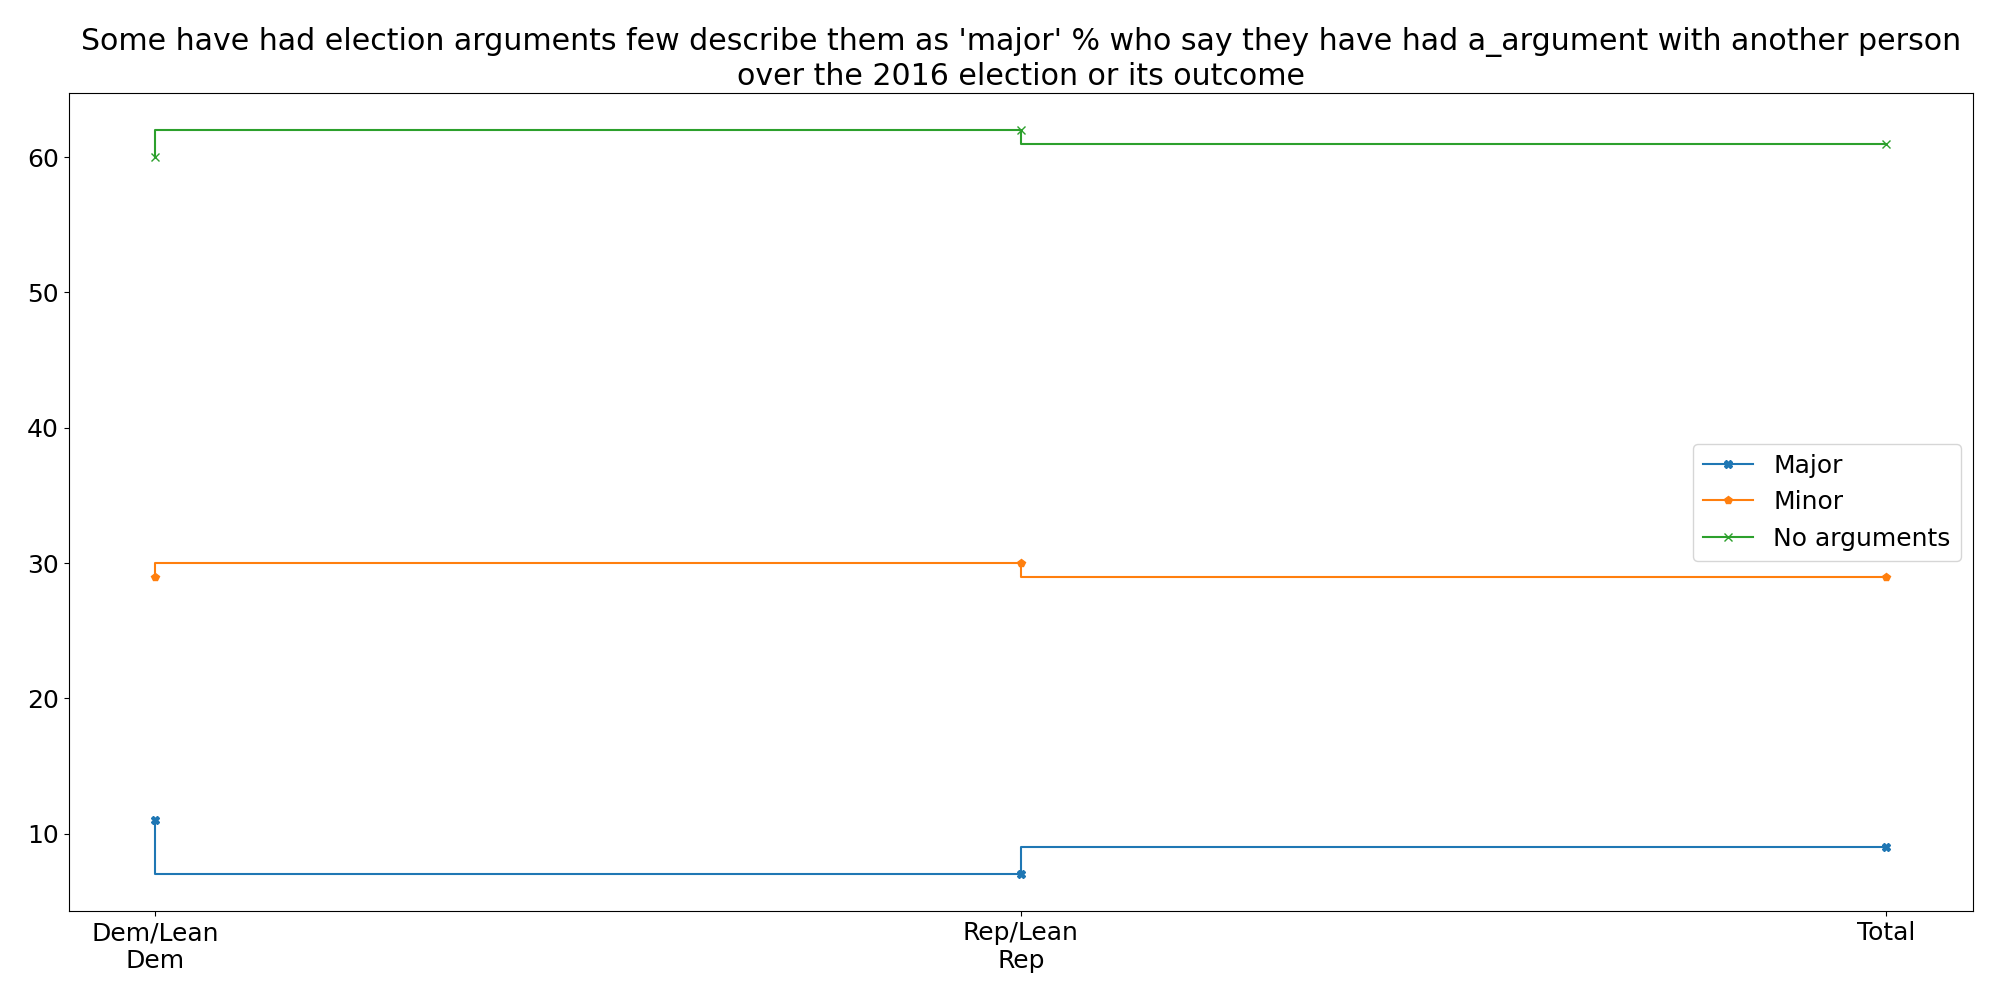 Some have had election arguments few describe them as 'major' % who say they have had a_argument with another person
over the 2016 election or its outcome
60
50
40
30
20
10
Major
Minor
No arguments
Dem/Lean
Dem
Rep/Lean
Rep
Total